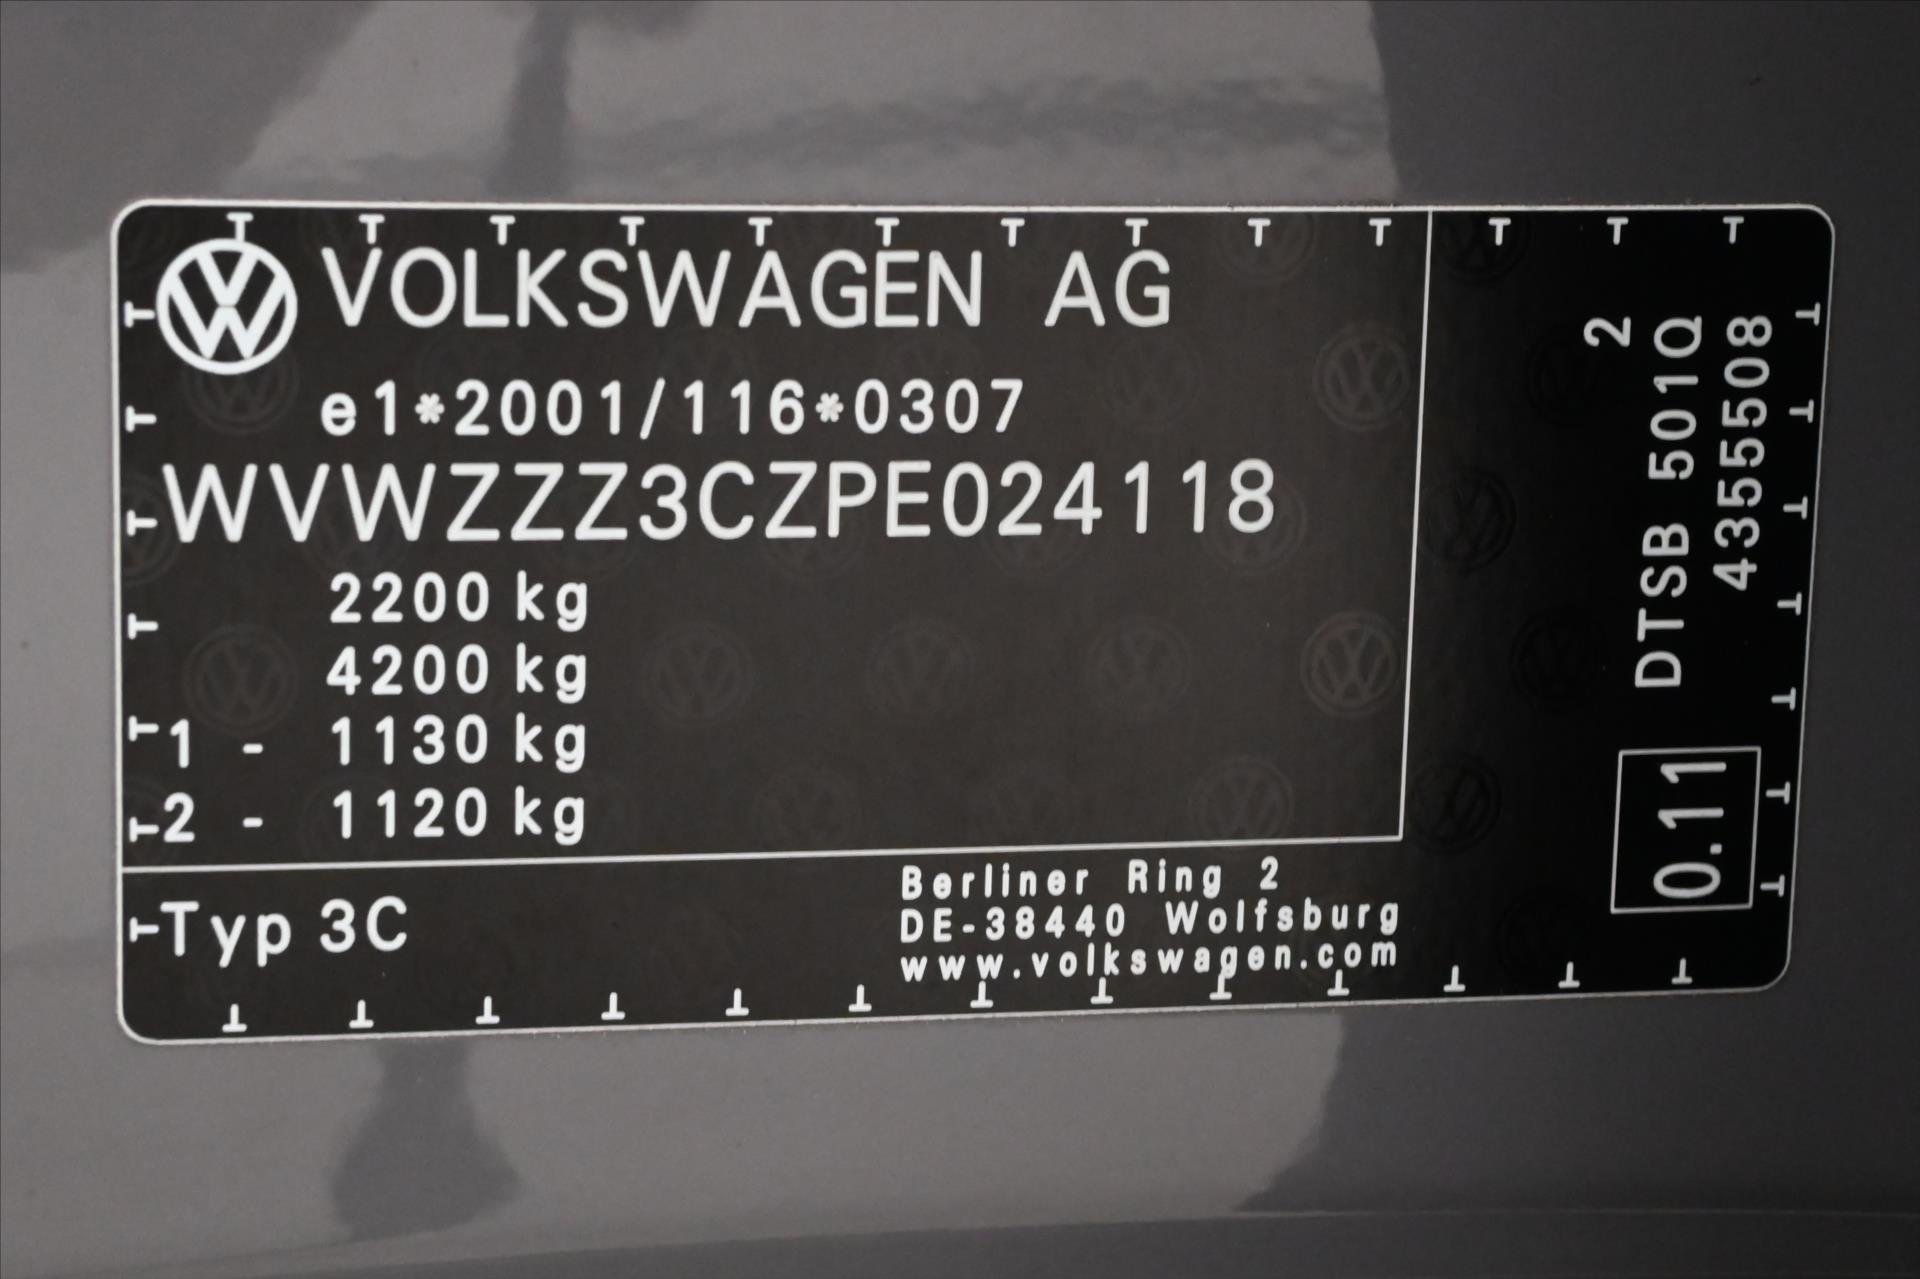 VOLKSWAGEN AG
e1*2001/116*0307
WVWZZZ3CZPE024118
2200 kg
4200 kg
1 - 1130 kg
2 - 1120 kg
Typ 3C
Berliner Ring 2
DE-38440 Wolfsburg
www.volkswagen.com
2
DTSB 501Q
4355508
0.11